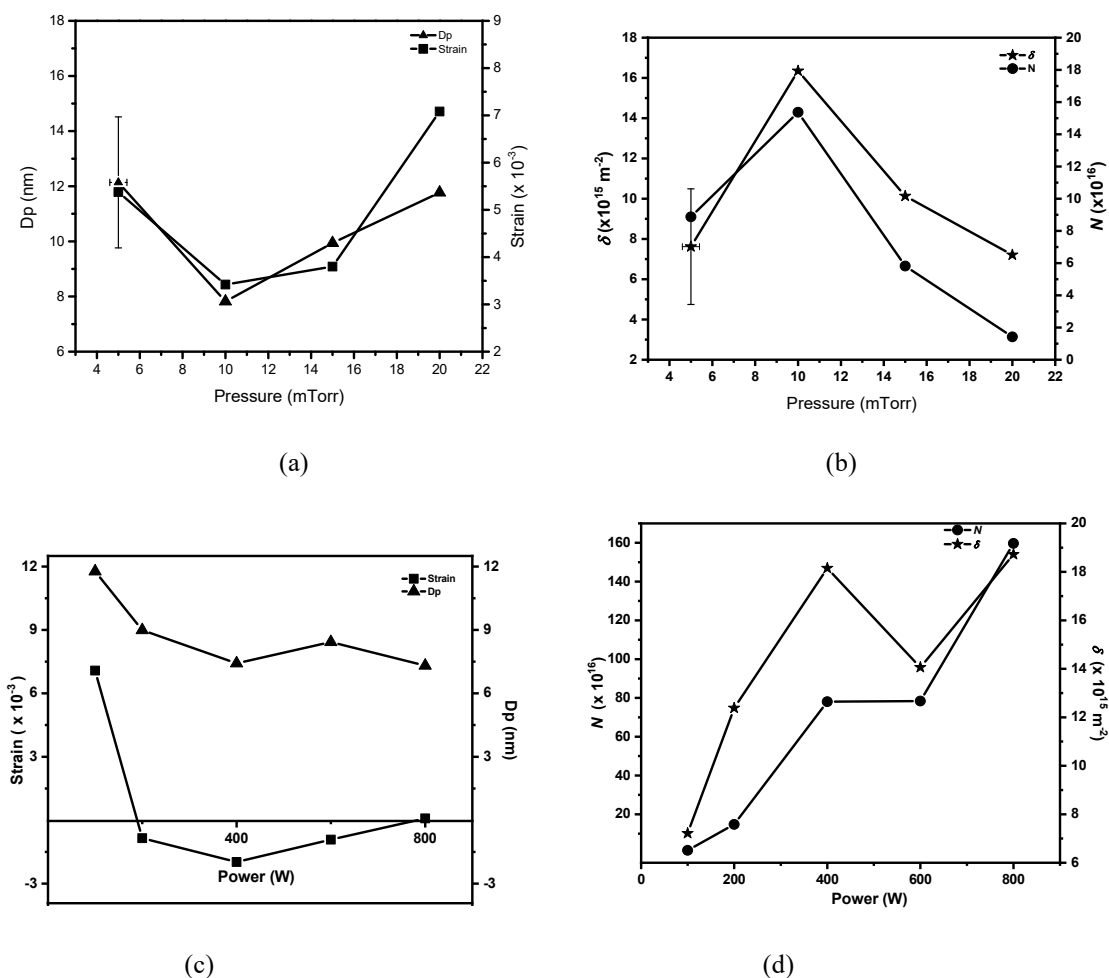 18
16
14
12
10
8
6
Dp (nm)
Dp
Strain
9
8
7
6
5
4
3
2
Strain (x 10-3)
4 6 8 10 12 14 16 18 20 22
Pressure (mTorr)
(a)
18
16
14
12
10
8
6
4
2
δ (x1015 m-2)
δ
N
20
18
16
14
12
10
8
6
4
2
0
N (x1016)
4 6 8 10 12 14 16 18 20 22
Pressure (mTorr)
(b)
12
9
6
3
-3
Strain ( x 10-3)
Strain
Dp
12
9
6
3
0
-3
Dp (nm)
400 800
Power (W)
(c)
160
140
120
100
80
60
40
20
N (x 1016)
N
δ
20
18
16
14
12
10
8
6
δ (x 1015 m-2)
0 200 400 600 800
Power (W)
(d)